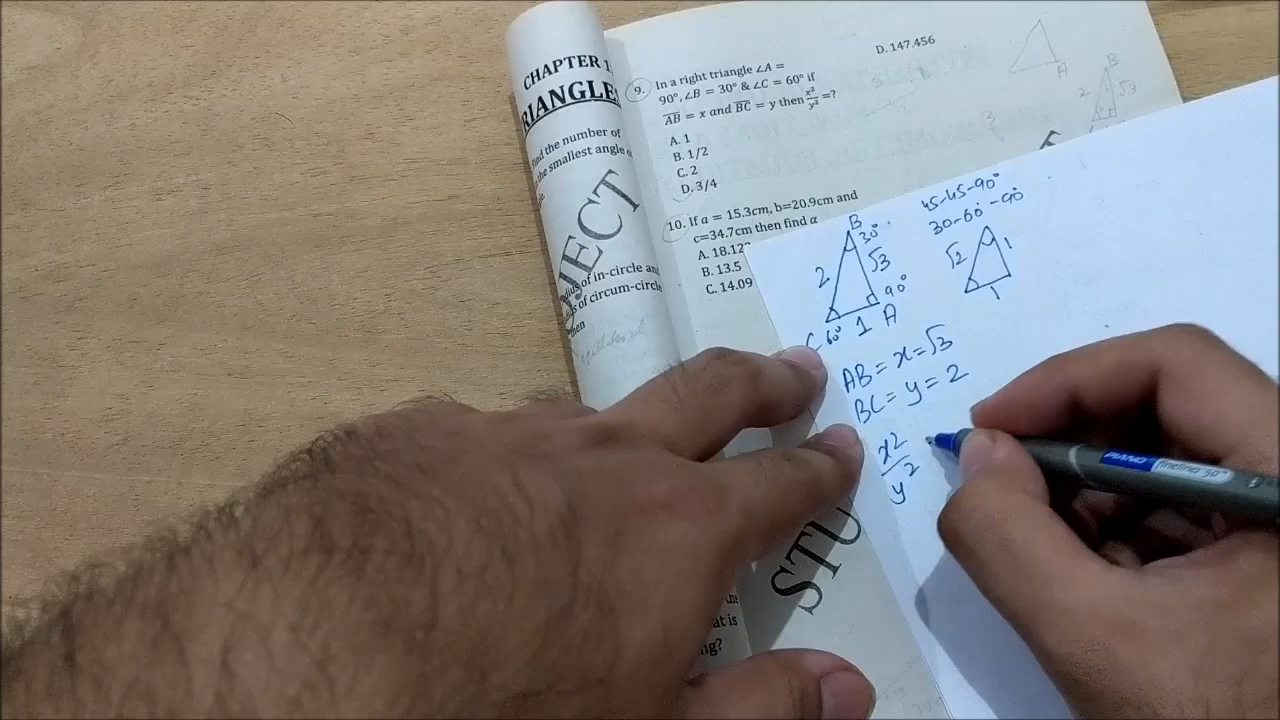 CHAPTER 1
RIANGLE
Find the number of
the smallest angle
JECT
radius of in-circle and
radius of circum-circle
then
STU
at is
ng?
D. 147.456
9. In a right triangle ∠A =
90°, ∠B = 30° & ∠C = 60° if
AB = x and BC = y then x²/y² =?
A. 1
B. 1/2
C. 2
D. 3/4
10. If a = 15.3cm, b=20.9cm and
c=34.7cm then find α
A. 18.12
B. 13.5
C. 14.09
A
B
2
√3
45-45-90°
30-60°-90°
B
30°
2
√3
90°
C 60° 1 A
√2
1
1
AB = x = √3
BC = y = 2
x2
y2
PIANO fineliner 50°